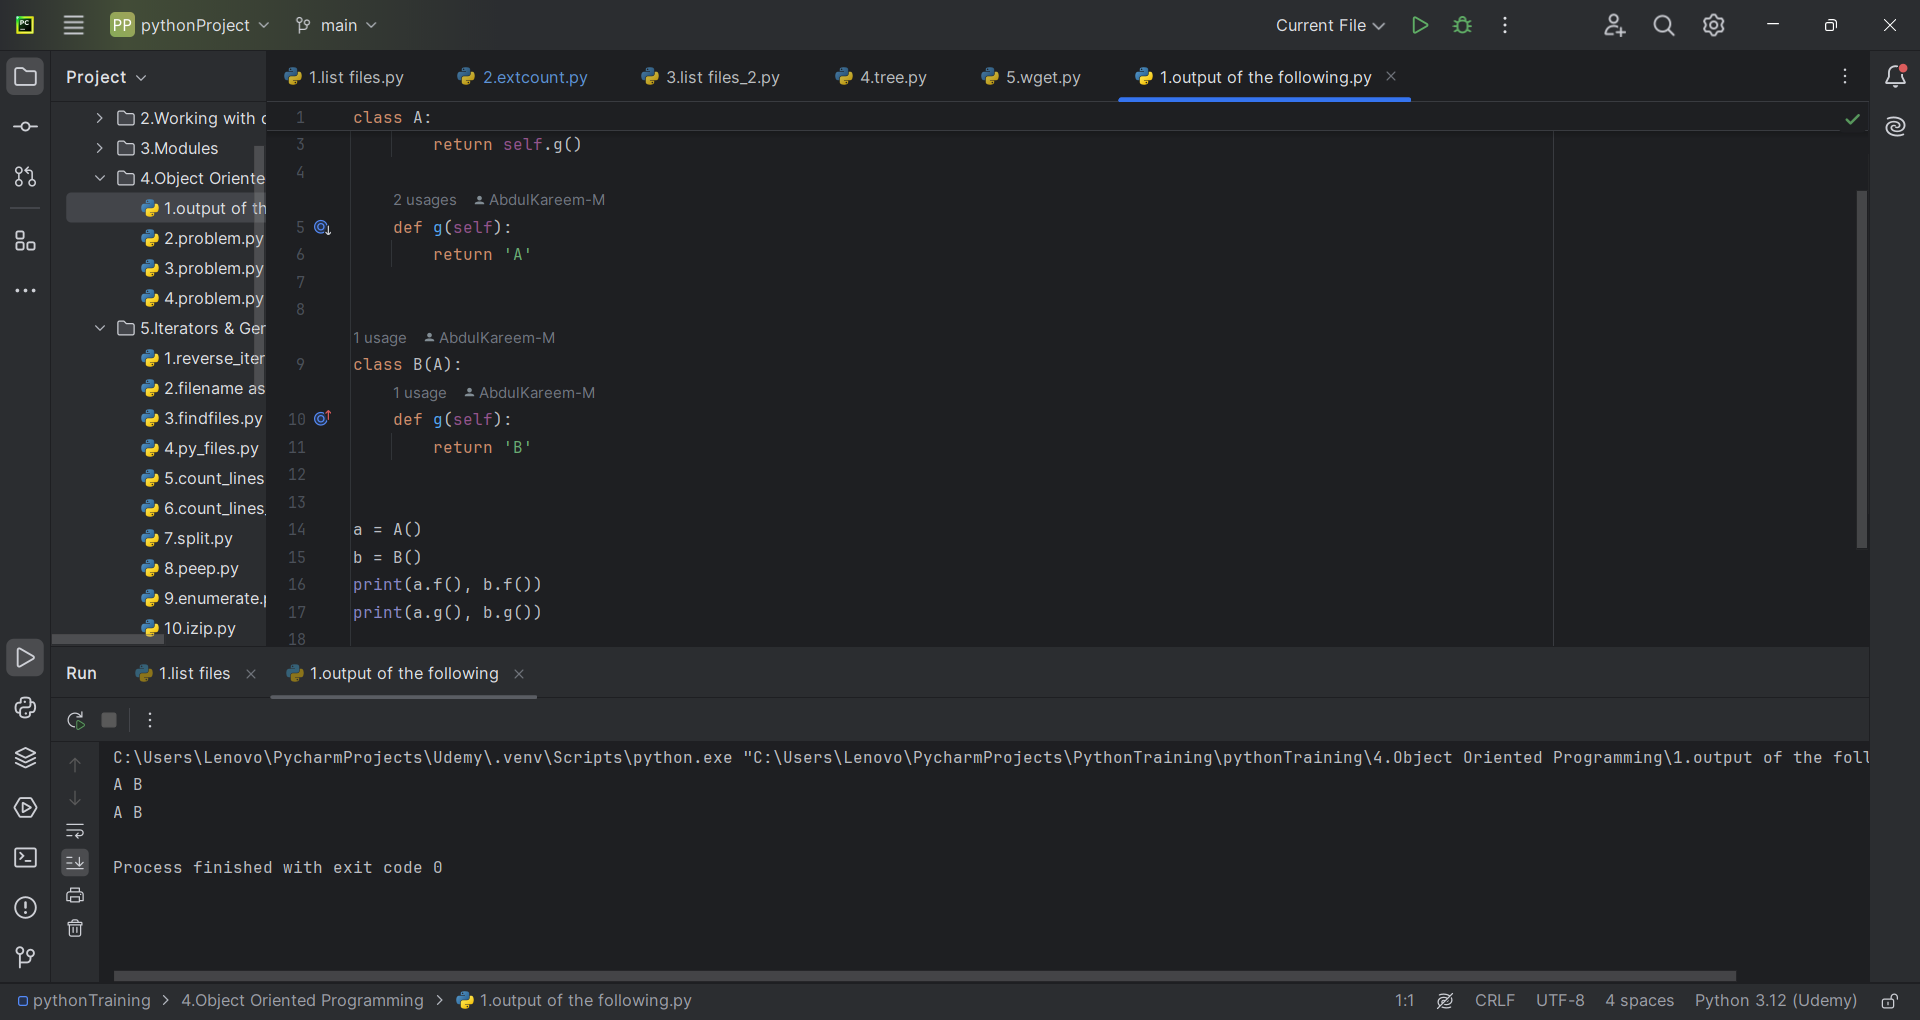 PC
PP pythonProject
main
Current File
Project
1.list files.py
2.extcount.py
3.list files_2.py
4.tree.py
5.wget.py
1.output of the following.py
2.Working with
3.Modules
4.Object Oriente
1.output of th
2.problem.py
3.problem.py
4.problem.py
5.Iterators & Ger
1.reverse_iter
2.filename as
3.findfiles.py
4.py_files.py
5.count_lines
6.count_lines_
7.split.py
8.peep.py
9.enumerate.
10.izip.py
1 class A:
3 return self.g()
4
2 usages AbdulKareem-M
5 def g(self):
6 return 'A'
7
8
1 usage AbdulKareem-M
9 class B(A):
1 usage AbdulKareem-M
10 def g(self):
11 return 'B'
12
13
14 a = A()
15 b = B()
16 print(a.f(), b.f())
17 print(a.g(), b.g())
18
Run
1.list files
1.output of the following
C:\Users\Lenovo\PycharmProjects\Udemy\.venv\Scripts\python.exe "C:\Users\Lenovo\PycharmProjects\PythonTraining\pythonTraining\4.Object Oriented Programming\1.output of the foll
A B
A B
Process finished with exit code 0
pythonTraining > 4.Object Oriented Programming > 1.output of the following.py
1:1
CRLF
UTF-8
4 spaces
Python 3.12 (Udemy)